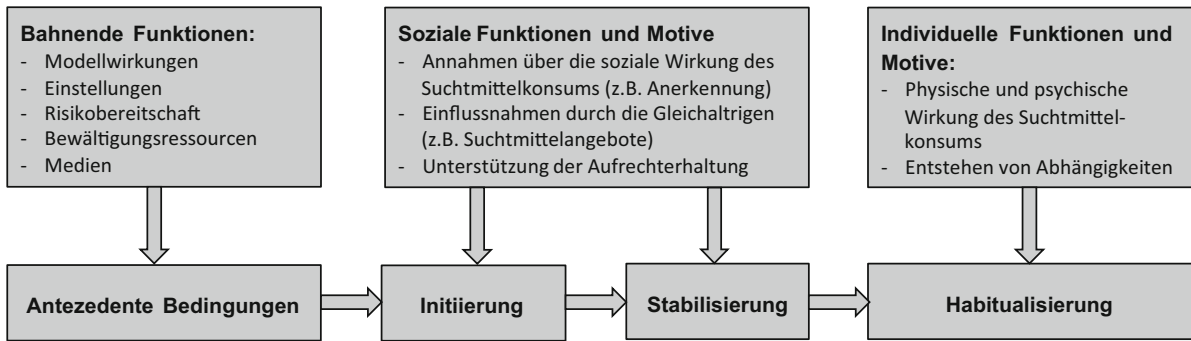 Bahnende Funktionen:
- Modellwirkungen
- Einstellungen
- Risikobereitschaft
- Bewältigungsressourcen
- Medien
Soziale Funktionen und Motive
- Annahmen über die soziale Wirkung des
Suchtmittelkonsums (z.B. Anerkennung)
- Einflussnahmen durch die Gleichaltrigen
(z.B. Suchtmittelangebote)
- Unterstützung der Aufrechterhaltung
Individuelle Funktionen und
Motive:
- Physische und psychische
Wirkung des Suchtmittel-
konsums
- Entstehen von Abhängigkeiten
Antezedente Bedingungen
Initiierung
Stabilisierung
Habitualisierung